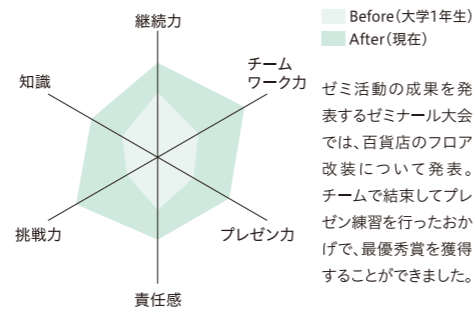 継続力
チーム
ワーク力
プレゼン力
責任感
挑戦力
知識
Before（大学1年生）
After（現在）
ゼミ活動の成果を発
表するゼミナール大会
では、百貨店のフロア
改装について発表。
チームで結束してプレ
ゼン練習を行ったおか
げで、最優秀賞を獲得
することができました。